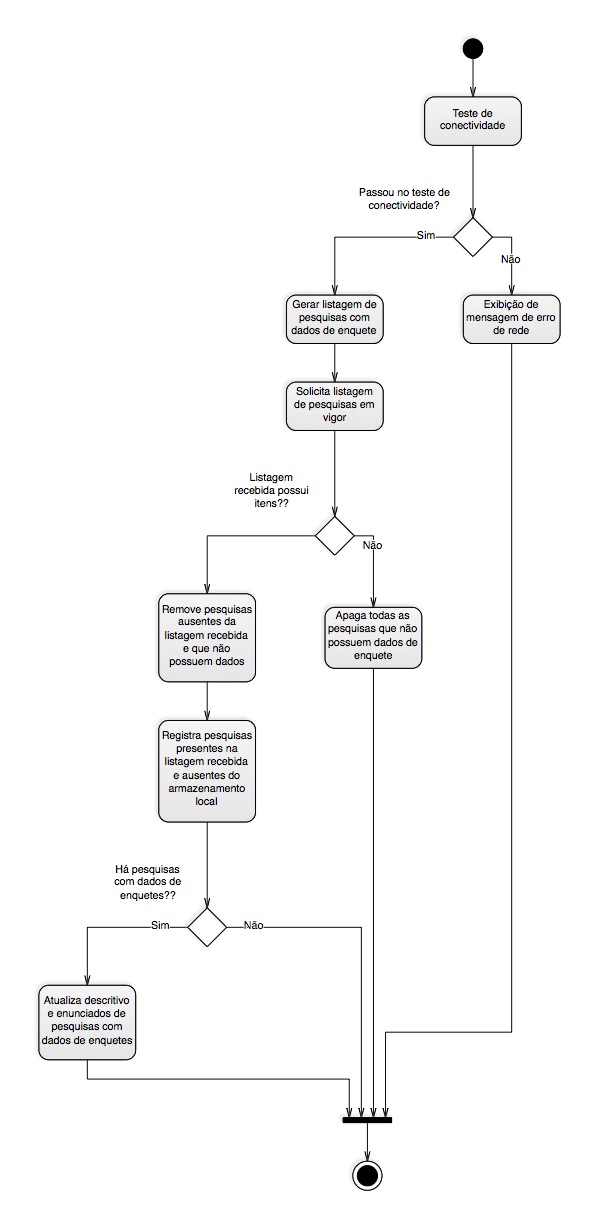 Teste de
conectividade
Passou no teste de
conectividade?
Sim
Não
Gerar listagem de
pesquisas com
dados de enquete
Exibição de
mensagem de erro
de rede
Solicita listagem
de pesquisas em
vigor
Listagem
recebida possui
itens??
Não
Remove pesquisas
ausentes da
listagem recebida
e que não
possuem dados
Apaga todas as
pesquisas que não
possuem dados de
enquete
Registra pesquisas
presentes na
listagem recebida
e ausentes do
armazenamento
local
Há pesquisas
com dados de
enquetes??
Sim
Não
Atualiza descritivo
e enunciados de
pesquisas com
dados de enquetes